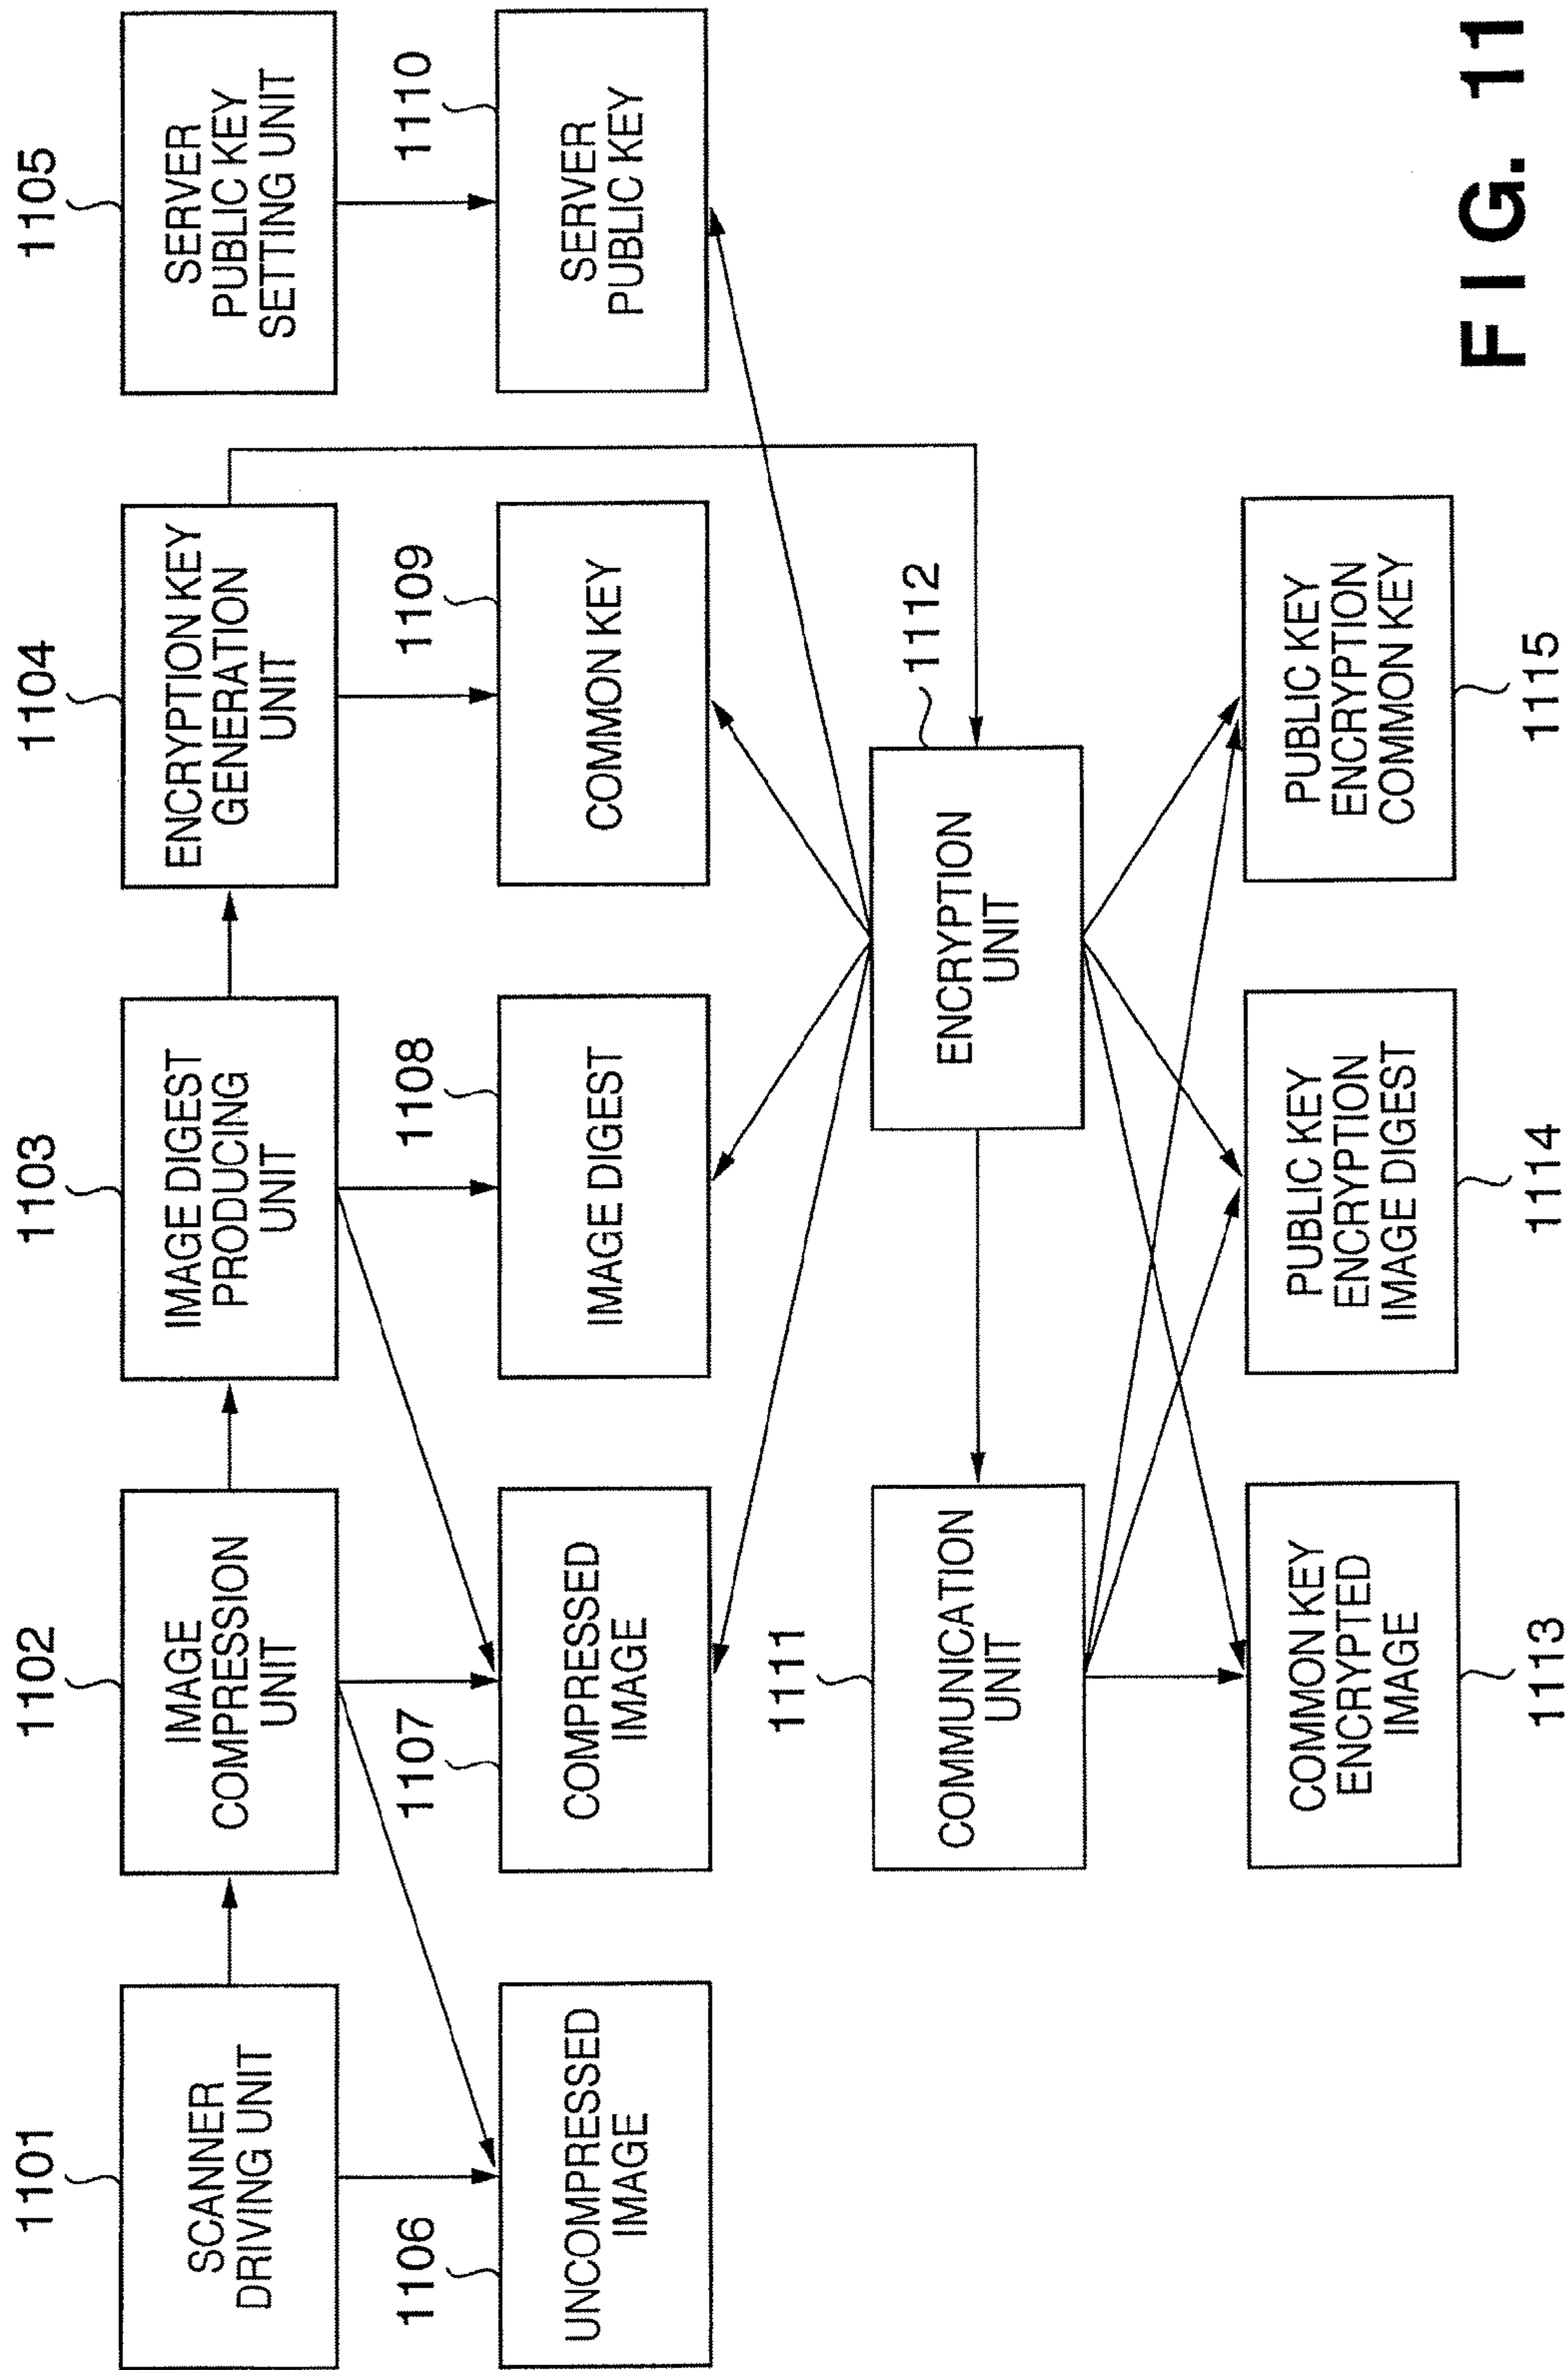 1101
SCANNER
DRIVING UNIT
1102
IMAGE
COMPRESSION
UNIT
1103
IMAGE DIGEST
PRODUCING
UNIT
1104
ENCRYPTION KEY
GENERATION
UNIT
1105
SERVER
PUBLIC KEY
SETTING UNIT
1106
UNCOMPRESSED
IMAGE
1107
COMPRESSED
IMAGE
1108
IMAGE DIGEST
1109
COMMON KEY
1110
SERVER
PUBLIC KEY
1111
COMMUNICATION
UNIT
1112
ENCRYPTION
UNIT
COMMON KEY
ENCRYPTED
IMAGE
1113
PUBLIC KEY
ENCRYPTION
IMAGE DIGEST
1114
PUBLIC KEY
ENCRYPTION
COMMON KEY
1115
FIG. 11